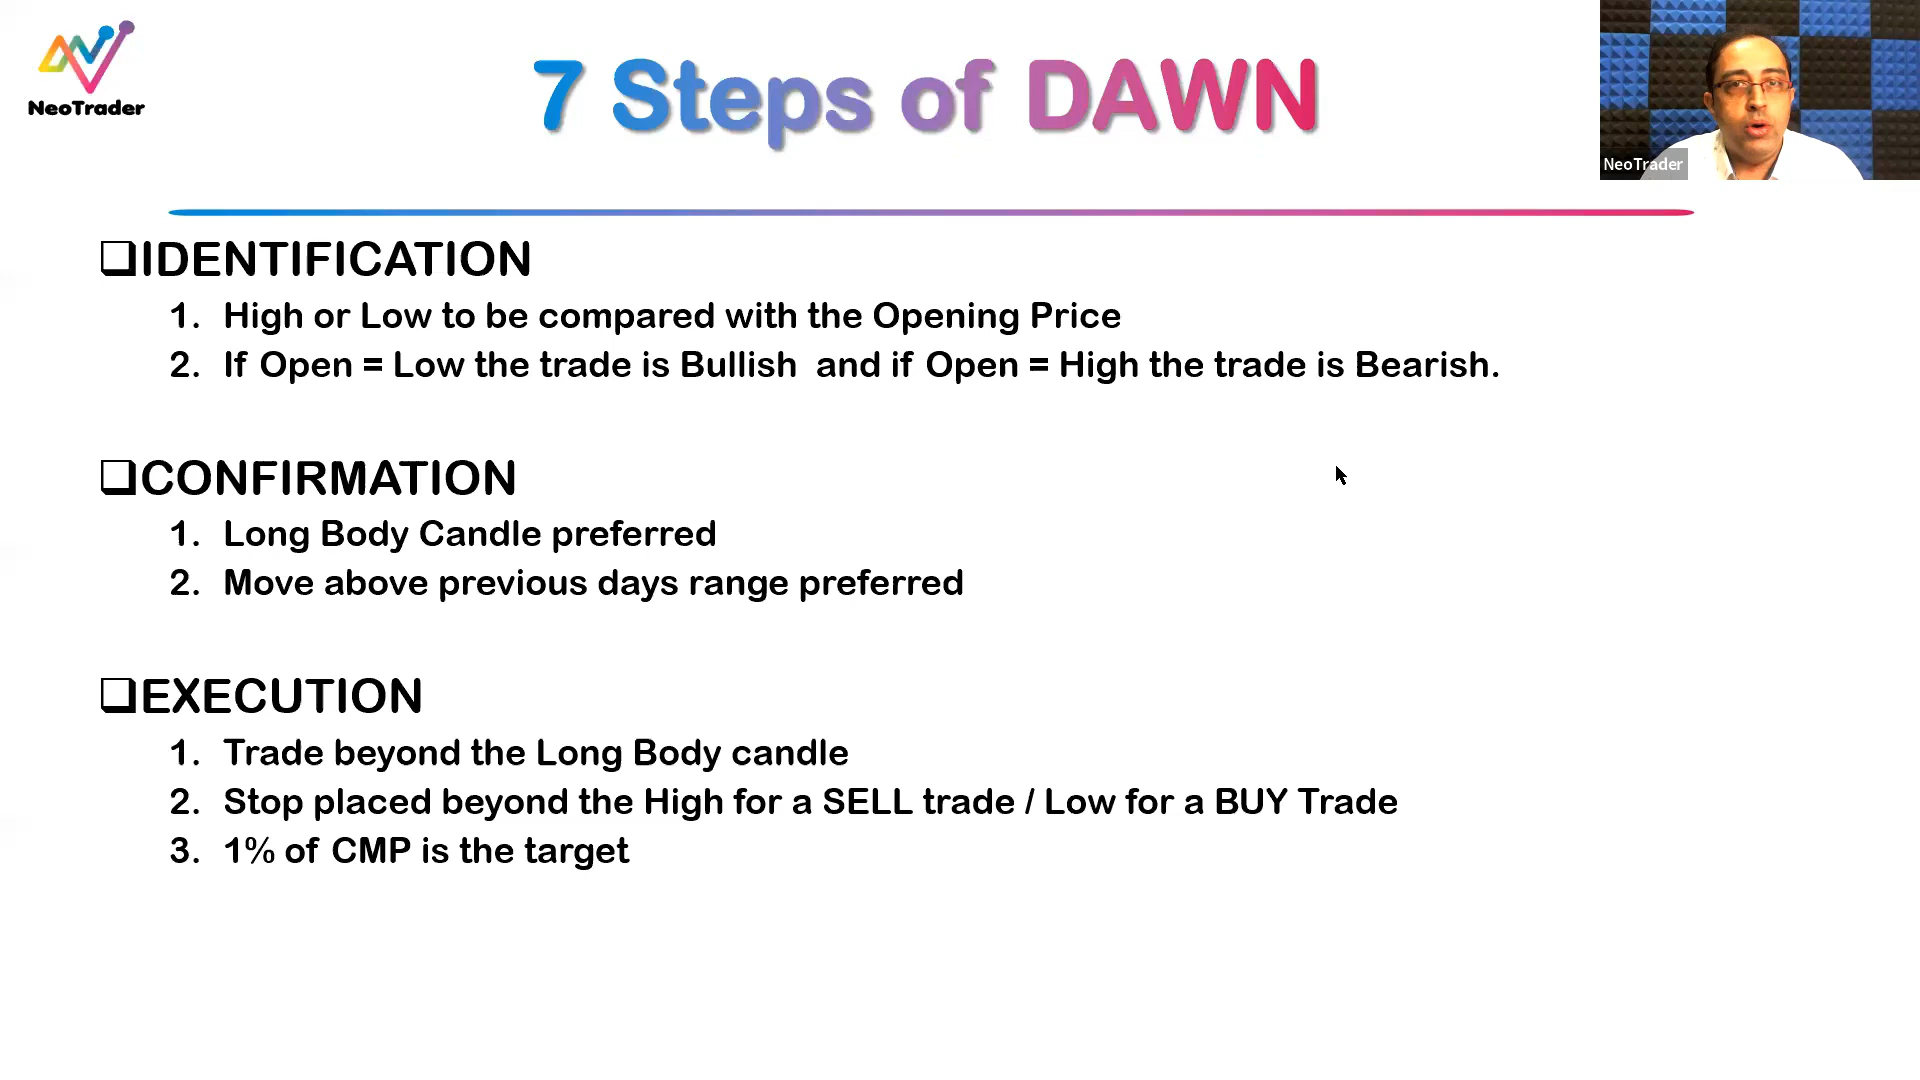 NeoTrader
7 Steps of DAWN
NeoTrader
❑IDENTIFICATION
1. High or Low to be compared with the Opening Price
2. If Open = Low the trade is Bullish and if Open = High the trade is Bearish.
❑CONFIRMATION
1. Long Body Candle preferred
2. Move above previous days range preferred
❑EXECUTION
1. Trade beyond the Long Body candle
2. Stop placed beyond the High for a SELL trade / Low for a BUY Trade
3. 1% of CMP is the target